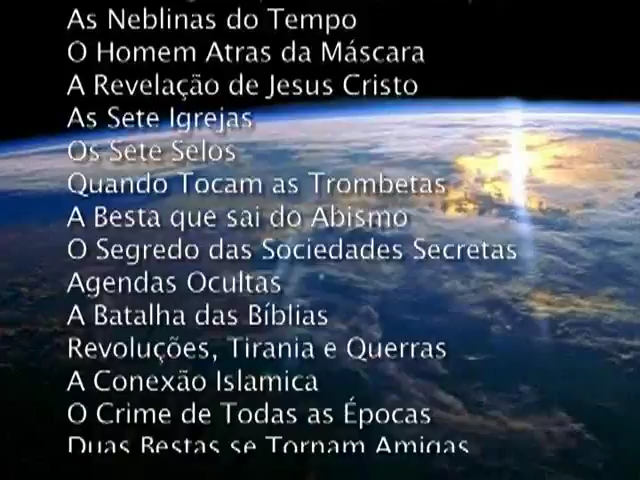 As Neblinas do Tempo
O Homem Atras da Máscara
A Revelação de Jesus Cristo
As Sete Igrejas
Os Sete Selos
Quando Tocam as Trombetas
A Besta que sai do Abismo
O Segredo das Sociedades Secretas
Agendas Ocultas
A Batalha das Bíblias
Revoluções, Tirania e Querras
A Conexão Islamica
O Crime de Todas as Épocas
Duas Bestas se Tornam Amigas